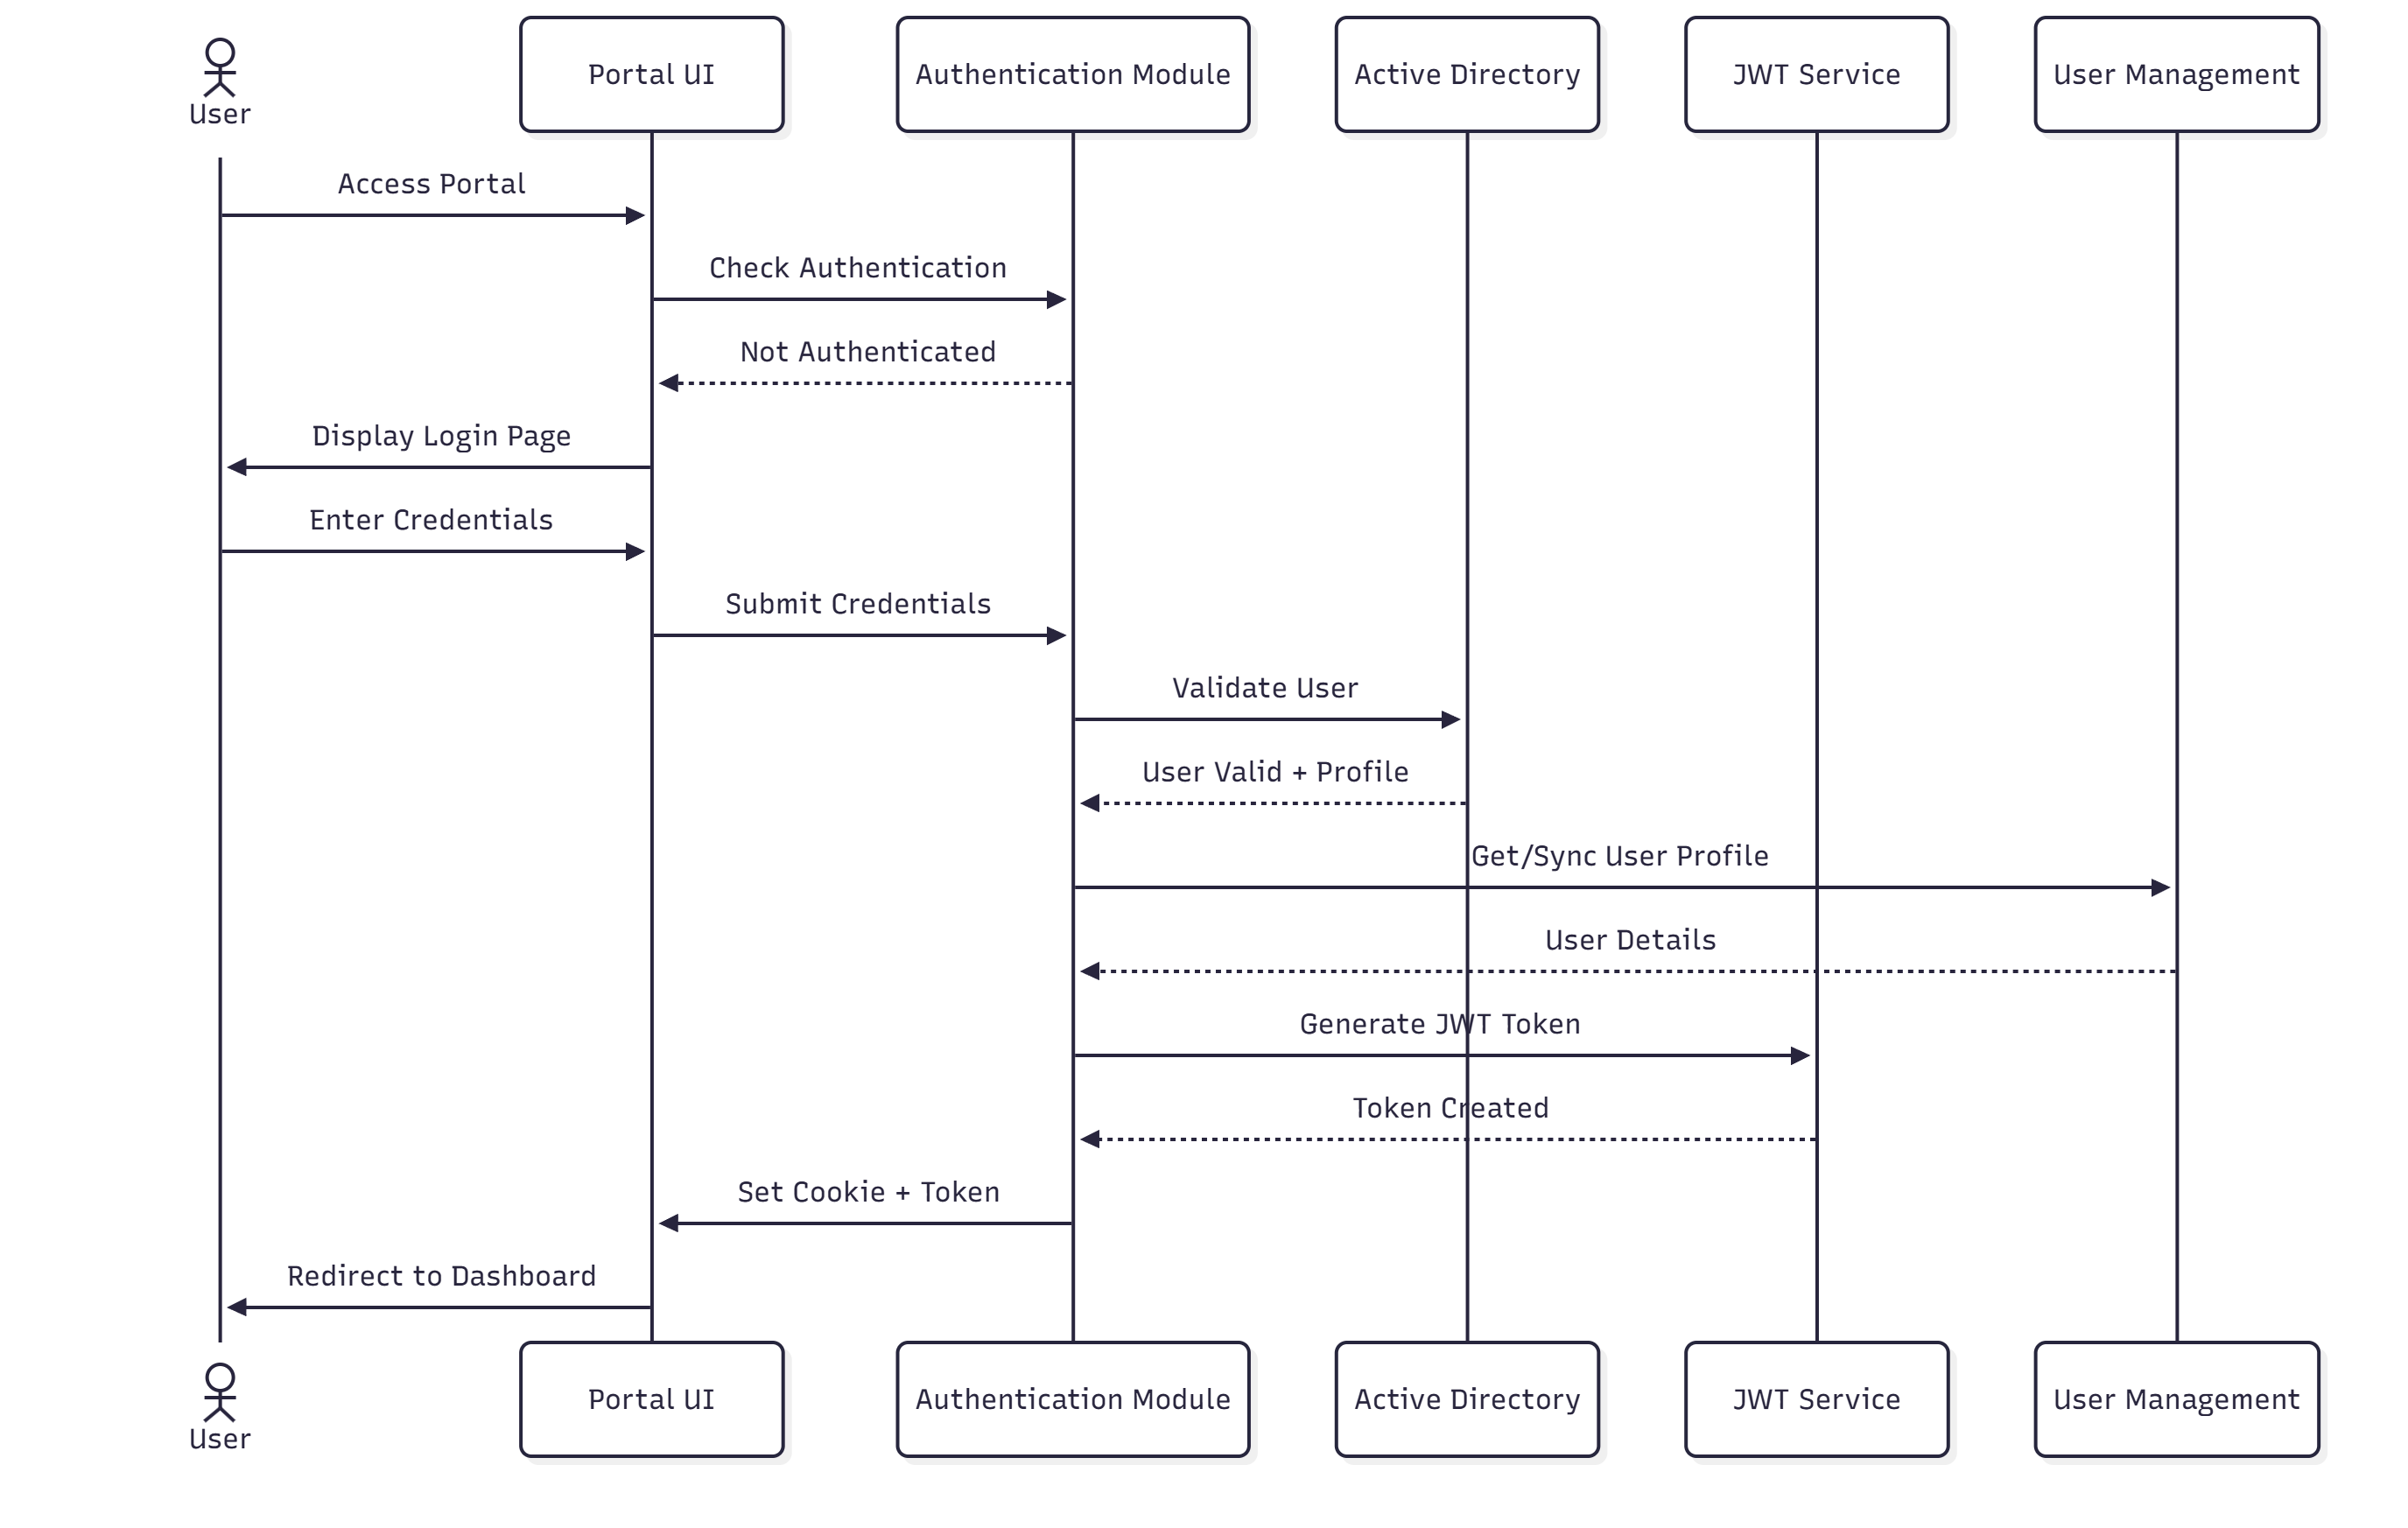 User
Portal UI
Authentication Module
Active Directory
JWT Service
User Management
Access Portal
Check Authentication
Not Authenticated
Display Login Page
Enter Credentials
Submit Credentials
Validate User
User Valid + Profile
Get/Sync User Profile
User Details
Generate JWT Token
Token Created
Set Cookie + Token
Redirect to Dashboard
User
Portal UI
Authentication Module
Active Directory
JWT Service
User Management